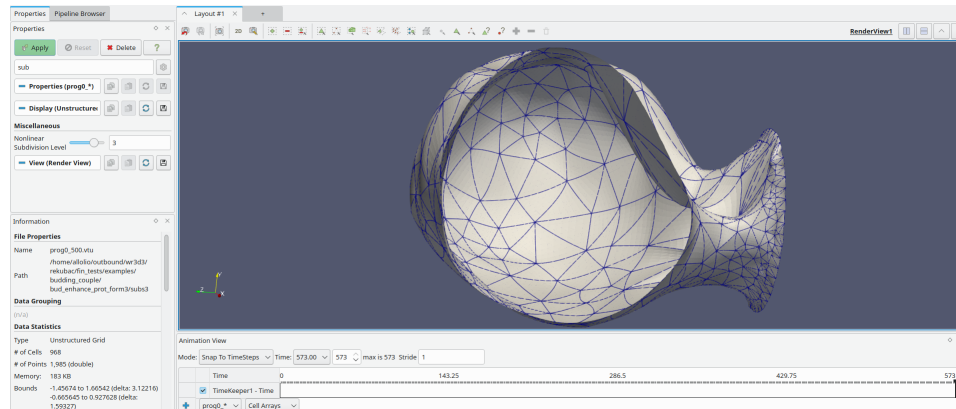 Properties Pipeline Browser
Layout #1 × +
Properties
2D
RenderView1
Apply Reset Delete ?
sub
Properties (prog0_*)
Display (Unstructure
Miscellaneous
Nonlinear
Subdivision Level 3
View (Render View)
Information
File Properties
Name prog0_500.vtu
Path /home/allolio/outbound/wr3d3/
rekubac/fin_tests/examples/
budding_couple/
bud_enhance_prot_form3/subs3
Data Grouping
(n/a)
Data Statistics
Type Unstructured Grid
# of Cells 968
# of Points 1,985 (double)
Memory: 183 KB
Bounds -1.45674 to 1.66542 (delta: 3.12216)
-0.665645 to 0.927628 (delta:
1.59327)
Y
Z X
Animation View
Mode: Snap To TimeSteps Time: 573.00 573 max is 573 Stride 1
Time 0 143.25 286.5 429.75 573
TimeKeeper1 - Time
prog0_* Cell Arrays